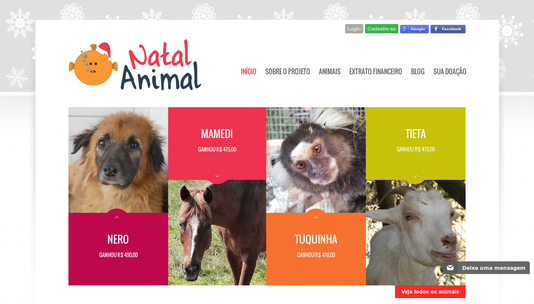 Login Cadastre-se Google Facebook
Natal
Animal
INÍCIO SOBRE O PROJETO ANIMAIS EXTRATO FINANCEIRO BLOG SUA DOAÇÃO
MAMEDI
GANHOU R$ 475,00
TIETA
GANHOU R$ 470,00
NERO
GANHOU R$ 490,00
TUQUINHA
GANHOU R$ 470,00
Deixe uma mensagem
Veja todos os animais